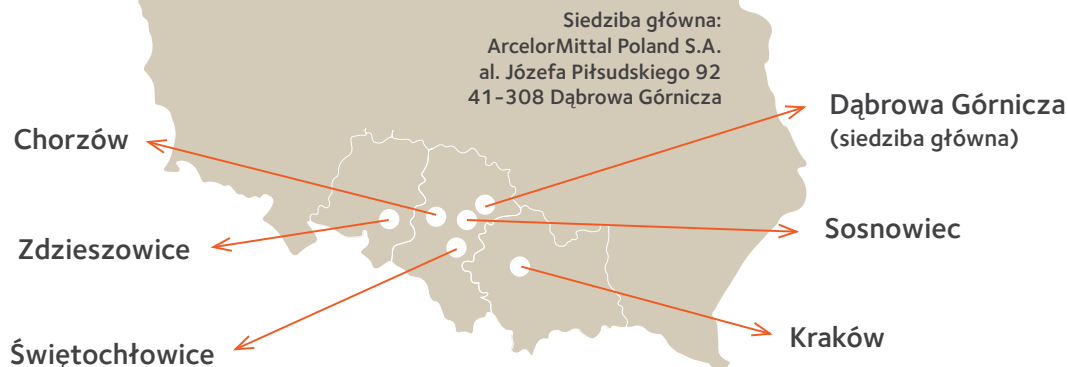 Siedziba główna:
ArcelorMittal Poland S.A.
al. Józefa Piłsudskiego 92
41-308 Dąbrowa Górnicza
Dąbrowa Górnicza
(siedziba główna)
Chorzów
Sosnowiec
Zdzieszowice
Kraków
Świętochłowice